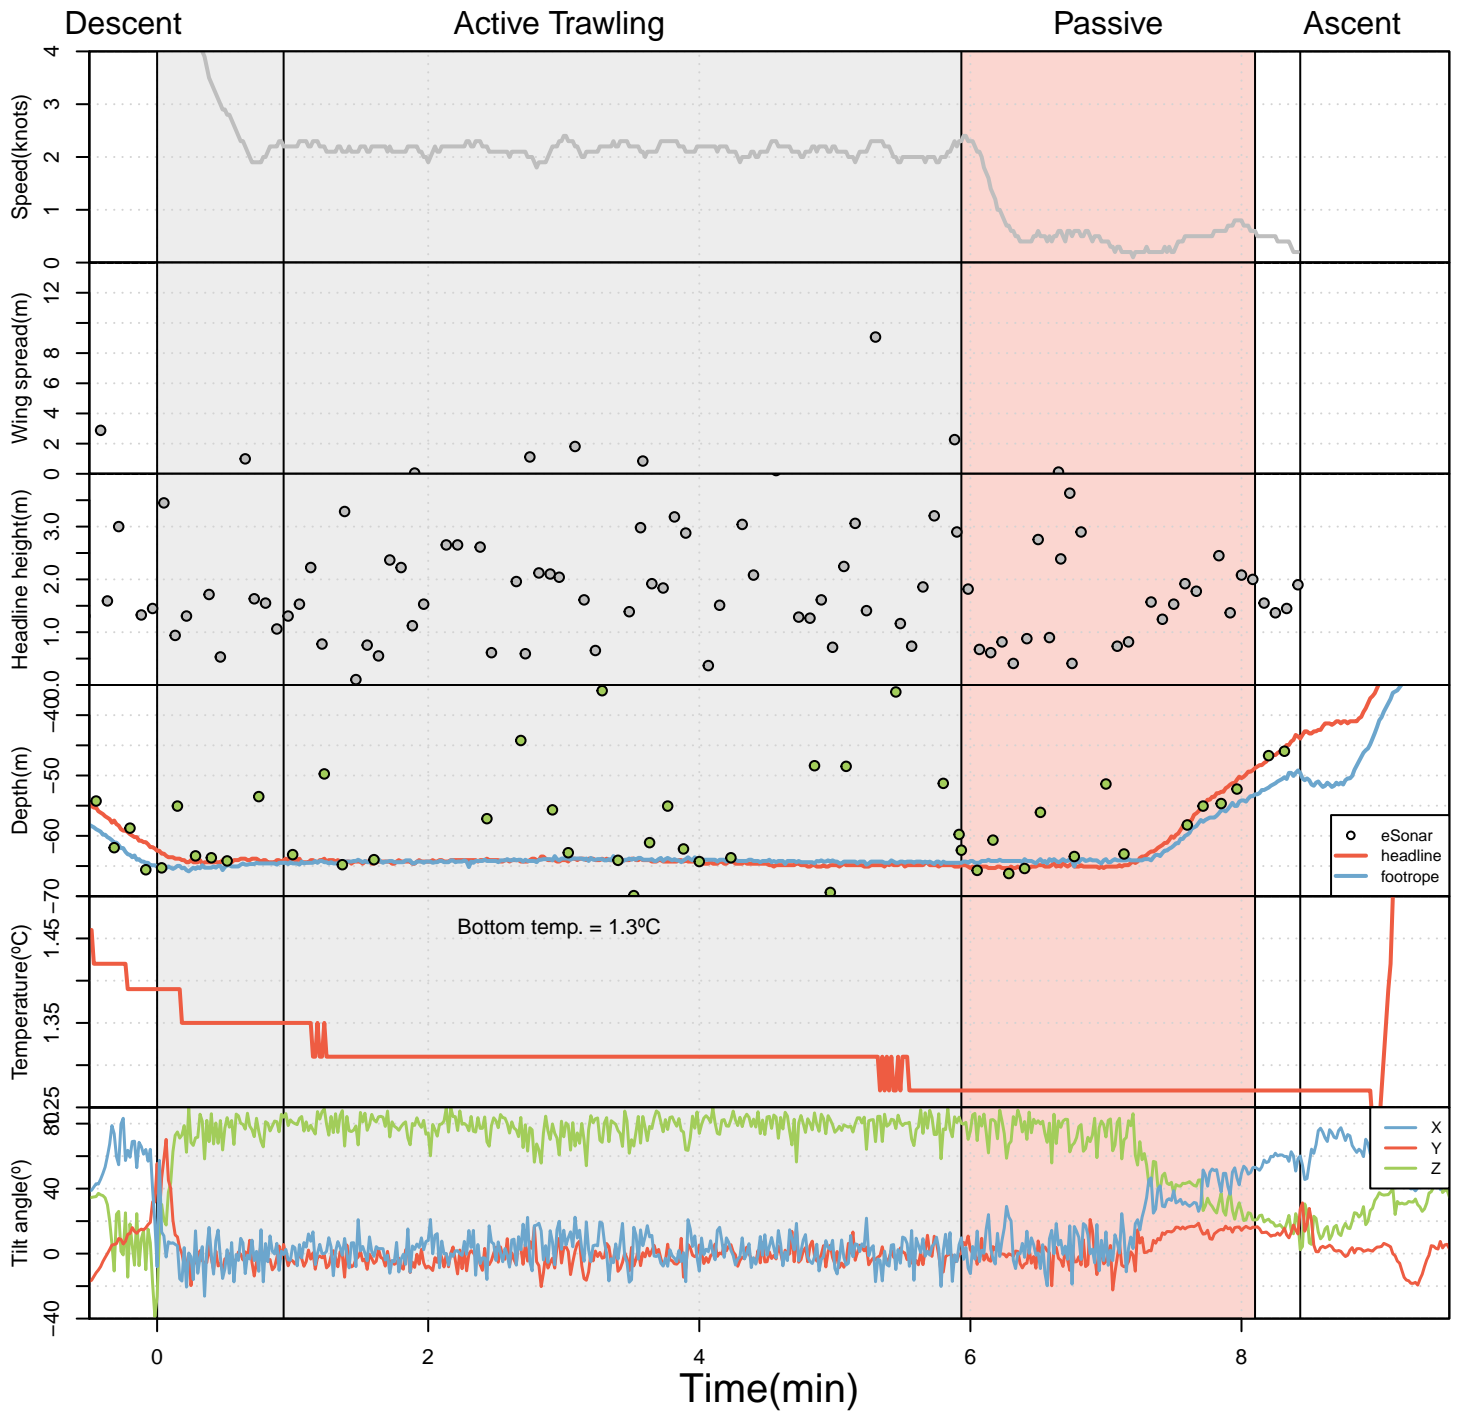 Descent Active Trawling Passive Ascent
Speed(knots)
4
3
2
1
0
Wing spread(m)
12
8
6
4
2
0
Headline height(m)
3.0
2.0
1.0
0.0
Depth(m)
−40
−50
−60
−70
eSonar
headline
footrope
Temperature(ºC)
1.45
1.35
1.25
Bottom temp. = 1.3ºC
Tilt angle(º)
80
40
0
−40
X
Y
Z
0 2 4 6 8
Time(min)